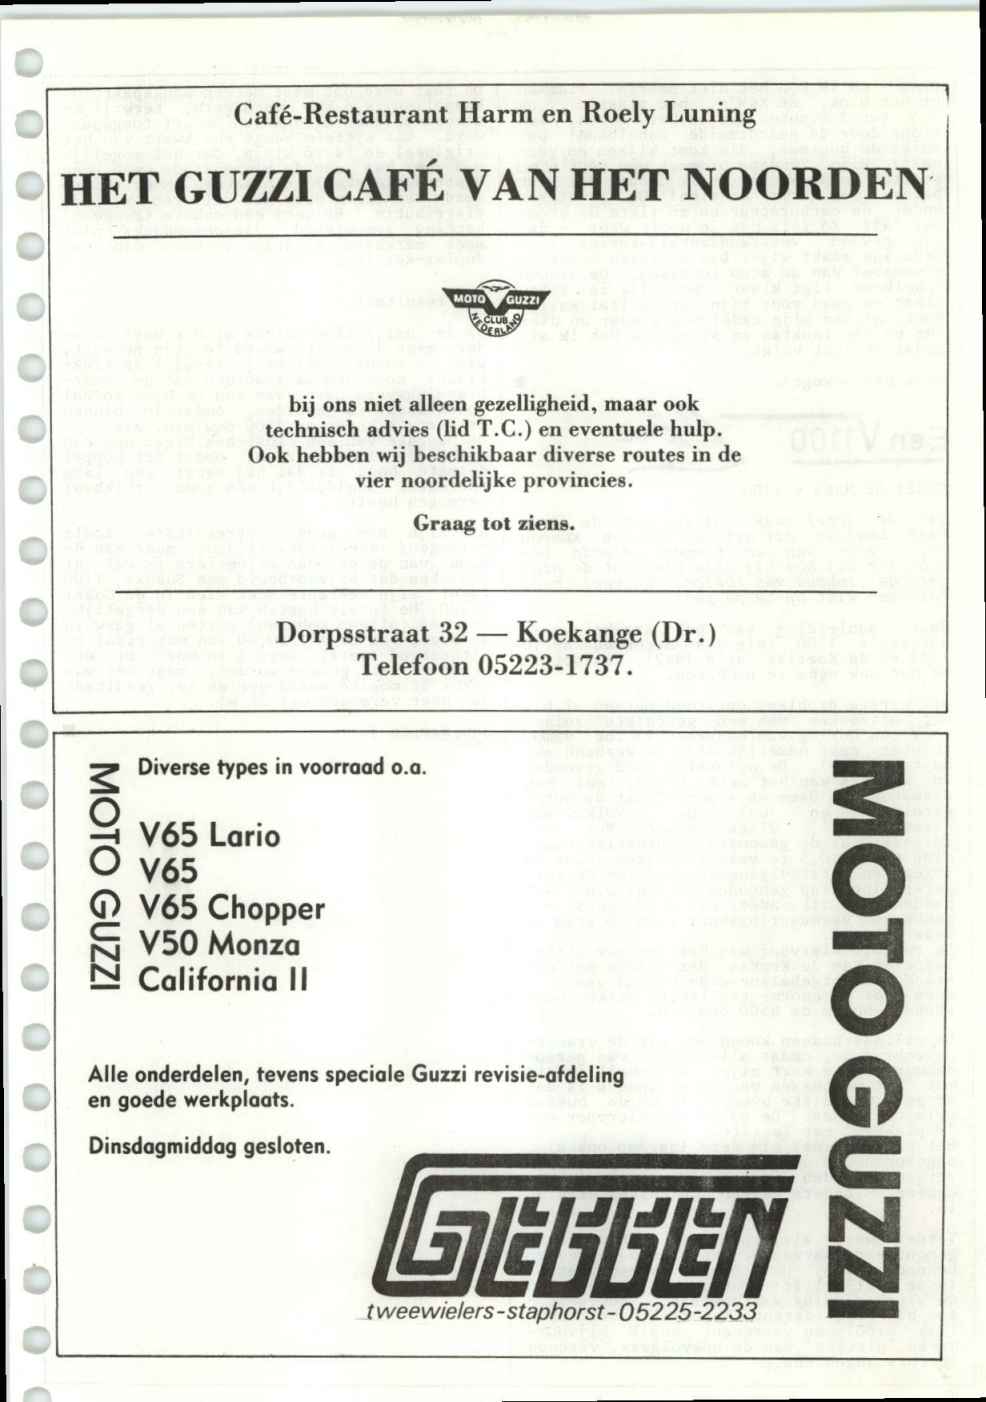 Café-Restaurant Harm en Roely Luning
HET GUZZI CAFÉ VAN HET NOORDEN
MOTO GUZZI
CLUB
NEDERLAND
bij ons niet alleen gezelligheid, maar ook
technisch advies (lid T.C.) en eventuele hulp.
Ook hebben wij beschikbaar diverse routes in de
vier noordelijke provincies.
Graag tot ziens.
Dorpsstraat 32 — Koekange (Dr.)
Telefoon 05223-1737.
MOTO GUZZI
Diverse types in voorraad o.a.
V65 Lario
V65
V65 Chopper
V50 Monza
California II
Alle onderdelen, tevens speciale Guzzi revisie-afdeling
en goede werkplaats.
Dinsdagmiddag gesloten.
GEBBEN
tweewielers-staphorst-05225-2233
MOTO GUZZI